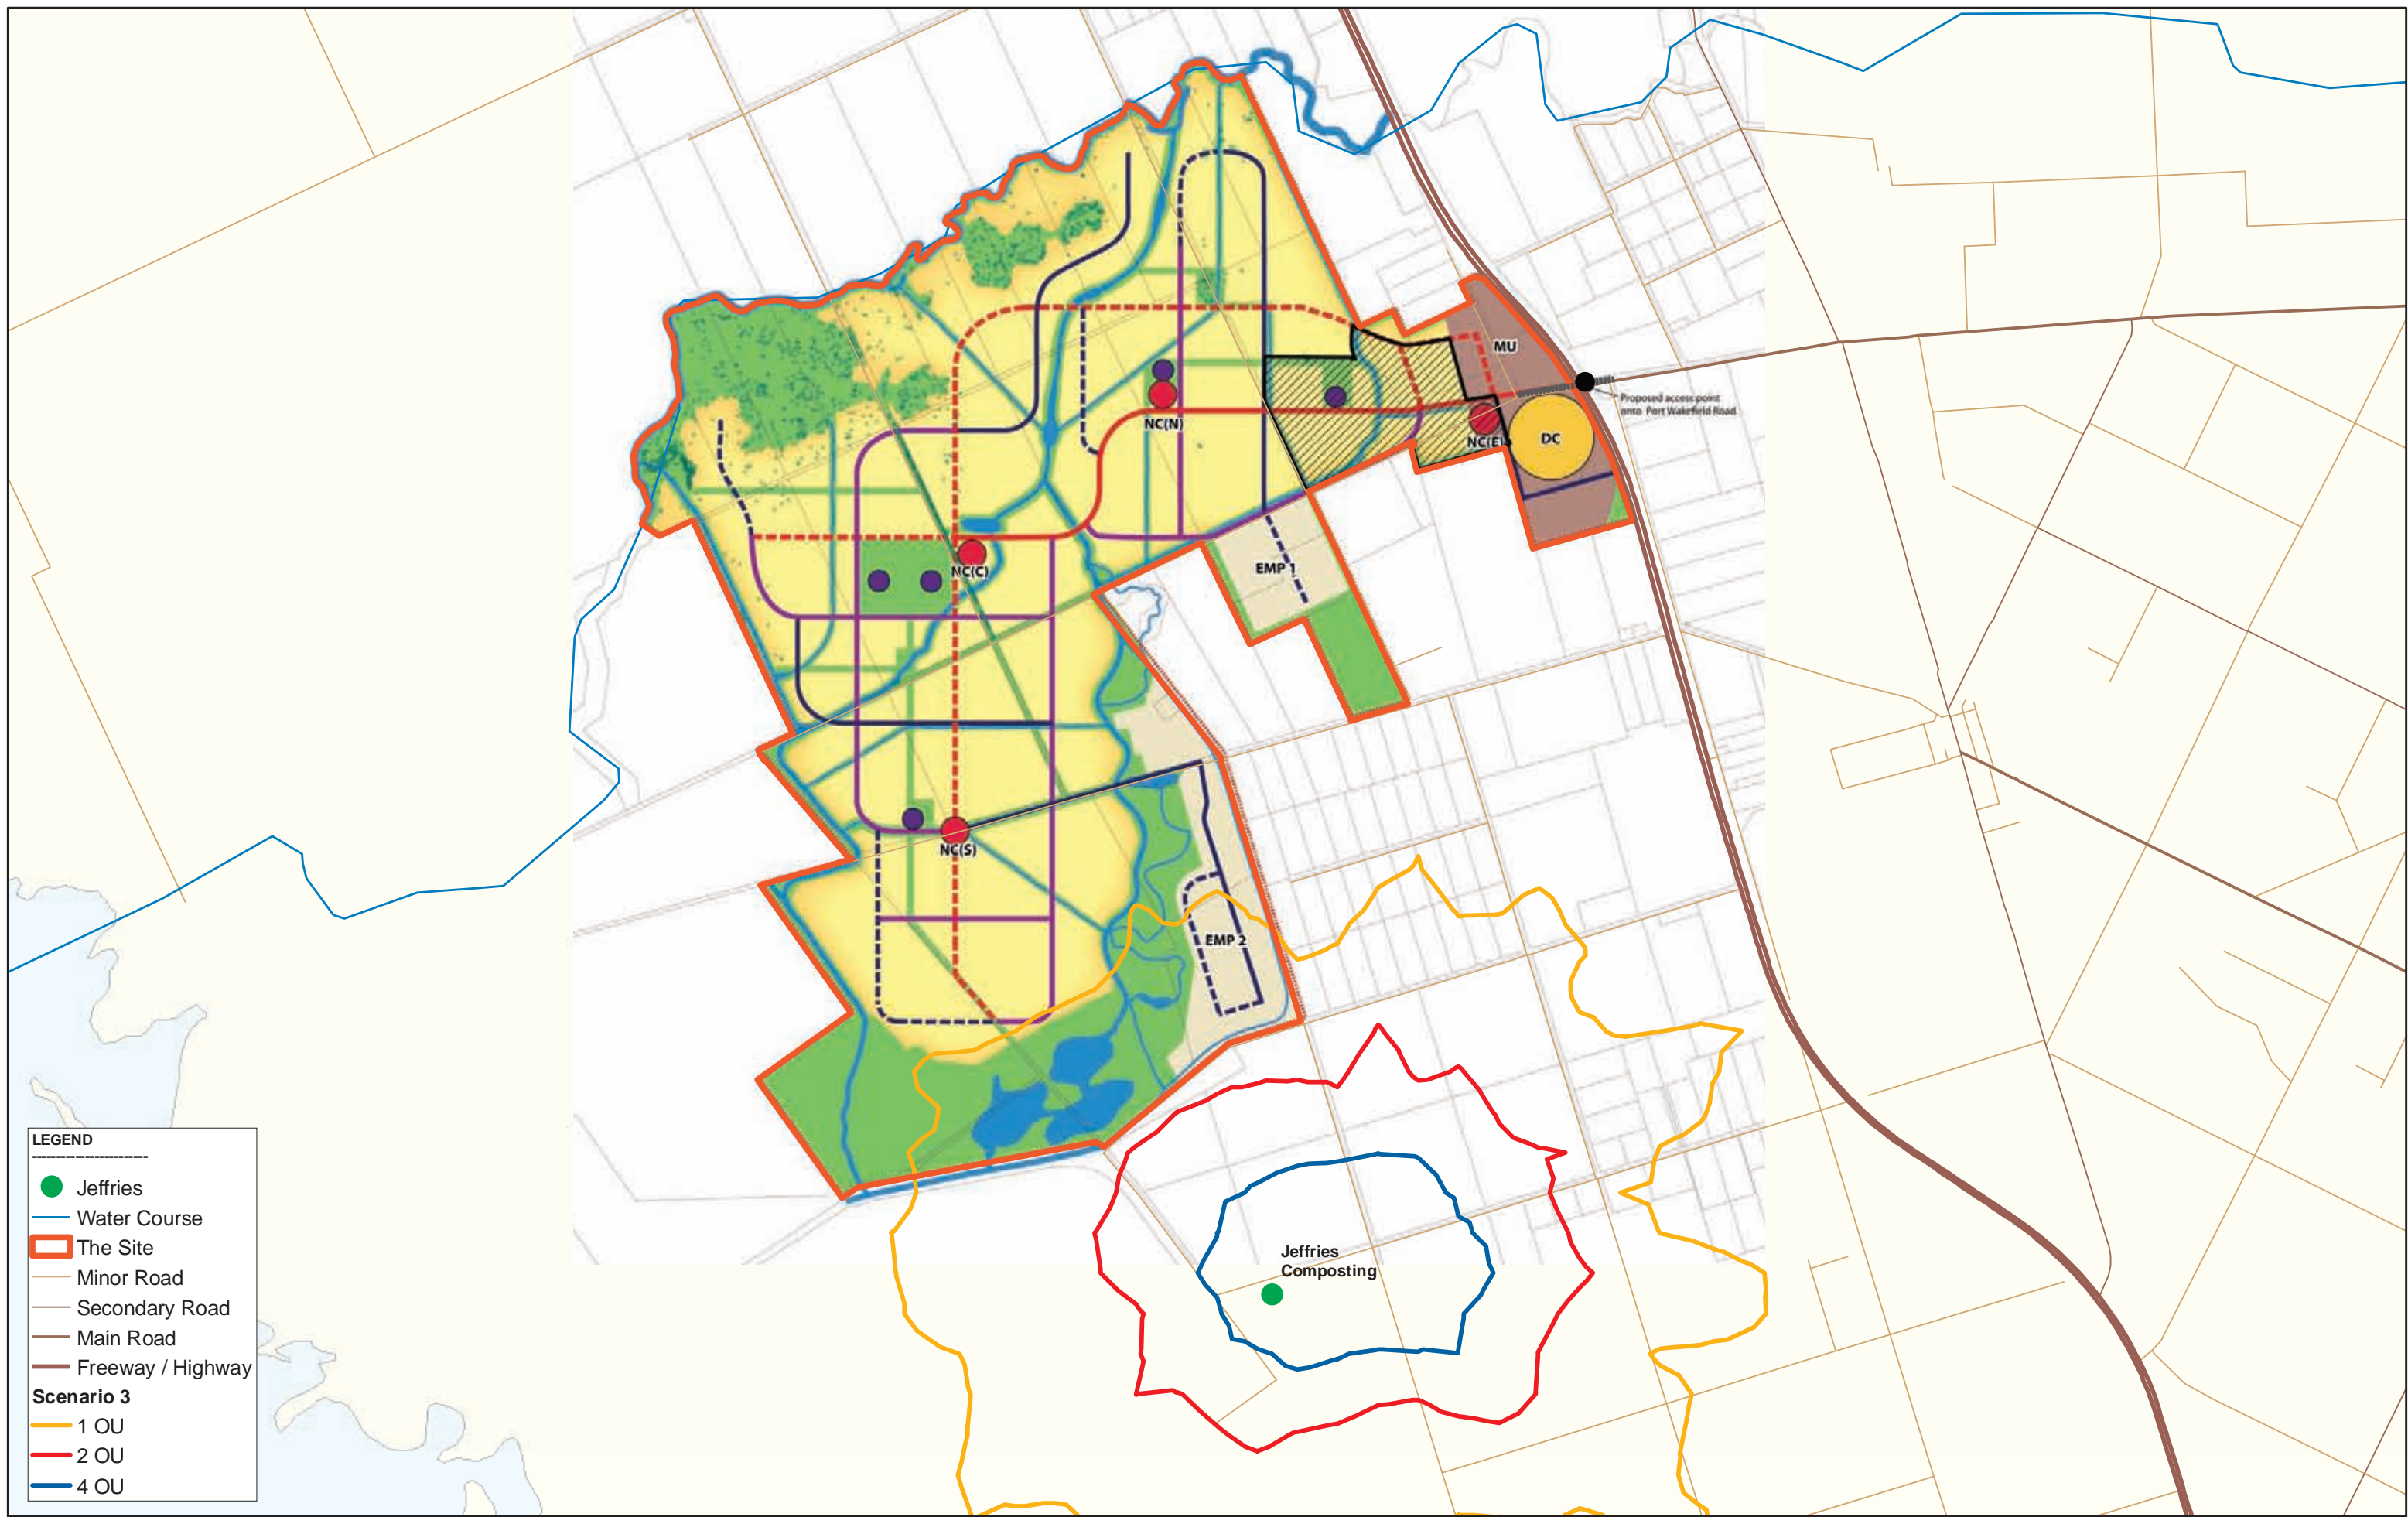 MU
Proposed access point
onto Port Wakefield Road
NC(N)
NC(E)
DC
EMP 1
NC(C)
NC(S)
EMP 2
Jeffries
Composting
LEGEND
------------------------
Jeffries
Water Course
The Site
Minor Road
Secondary Road
Main Road
Freeway / Highway
Scenario 3
1 OU
2 OU
4 OU